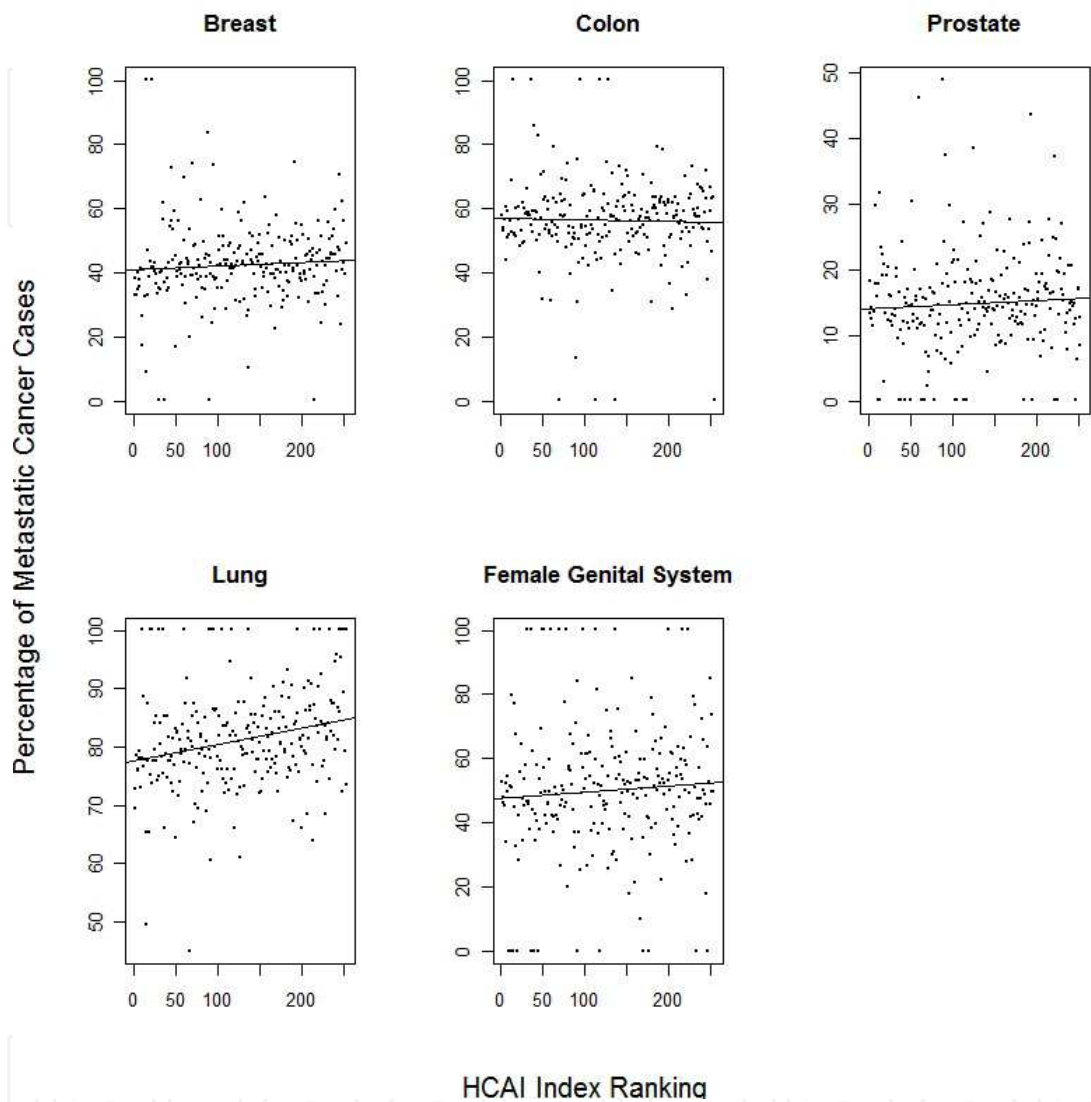 Breast
Colon
Prostate
100
80
60
40
20
0
0 50 100 200
100
80
60
40
20
0
0 50 100 200
50
40
30
20
10
0
0 50 100 200
Percentage of Metastatic Cancer Cases
Lung
Female Genital System
100
90
80
70
60
50
0 50 100 200
100
80
60
40
20
0
0 50 100 200
HCAI Index Ranking